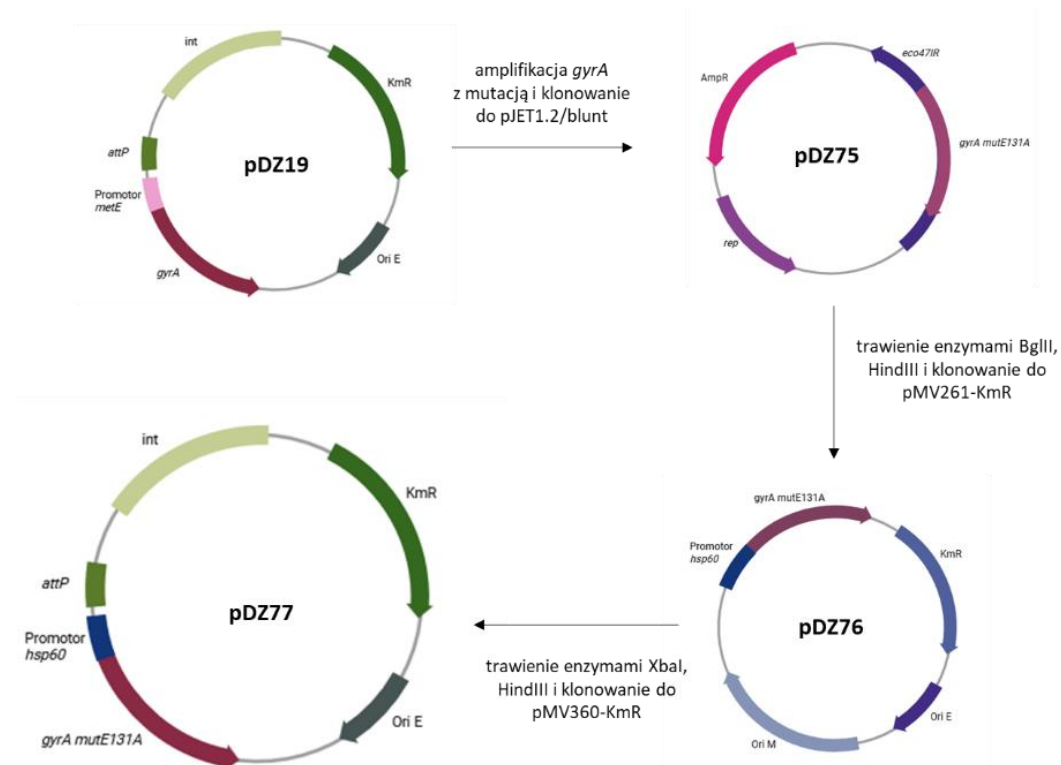 int
KmR
attP
pDZ19
Promotor
metE
gyrA
Ori E
amplifikacja gyrA
z mutacją i klonowanie
do pJET1.2/blunt
AmpR
eco47IR
pDZ75
gyrA mutE131A
rep
trawienie enzymami BglII,
HindIII i klonowanie do
pMV261-KmR
gyrA mutE131A
Promotor
hsp60
KmR
pDZ76
Ori E
Ori M
trawienie enzymami XbaI,
HindIII i klonowanie do
pMV360-KmR
int
KmR
attP
pDZ77
Promotor
hsp60
gyrA mutE131A
Ori E